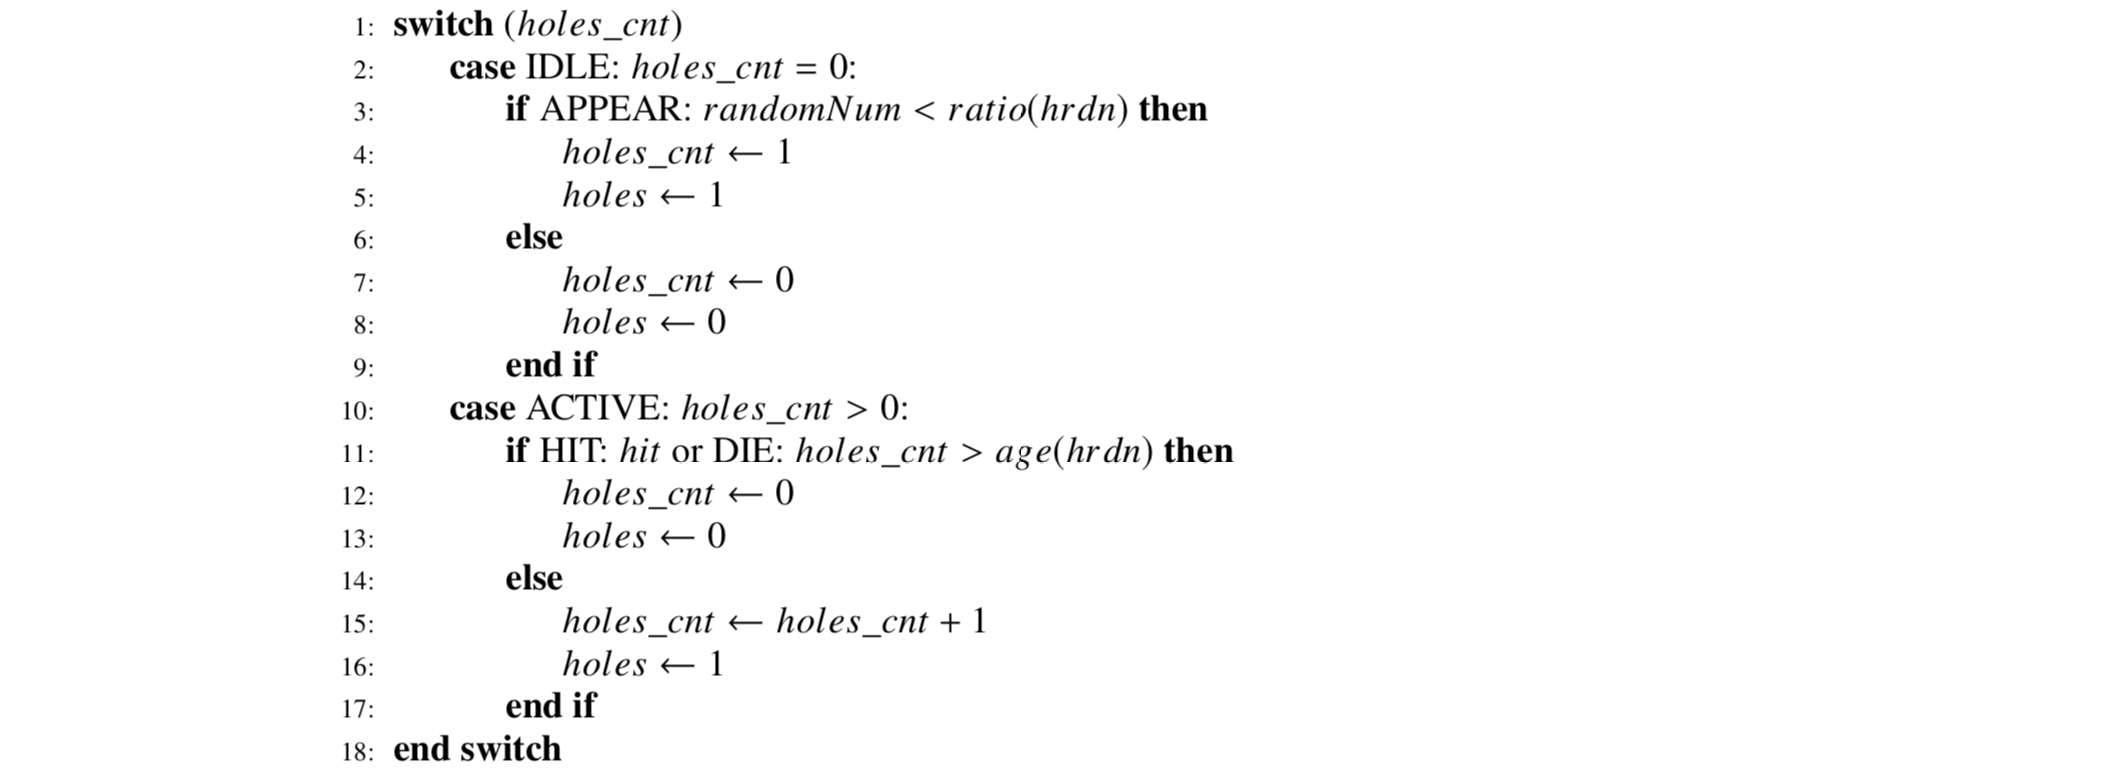 1: switch (holes_cnt)
2: case IDLE: holes_cnt = 0:
3: if APPEAR: randomNum < ratio(hrdn) then
4: holes_cnt ← 1
5: holes ← 1
6: else
7: holes_cnt ← 0
8: holes ← 0
9: end if
10: case ACTIVE: holes_cnt > 0:
11: if HIT: hit or DIE: holes_cnt > age(hrdn) then
12: holes_cnt ← 0
13: holes ← 0
14: else
15: holes_cnt ← holes_cnt + 1
16: holes ← 1
17: end if
18: end switch